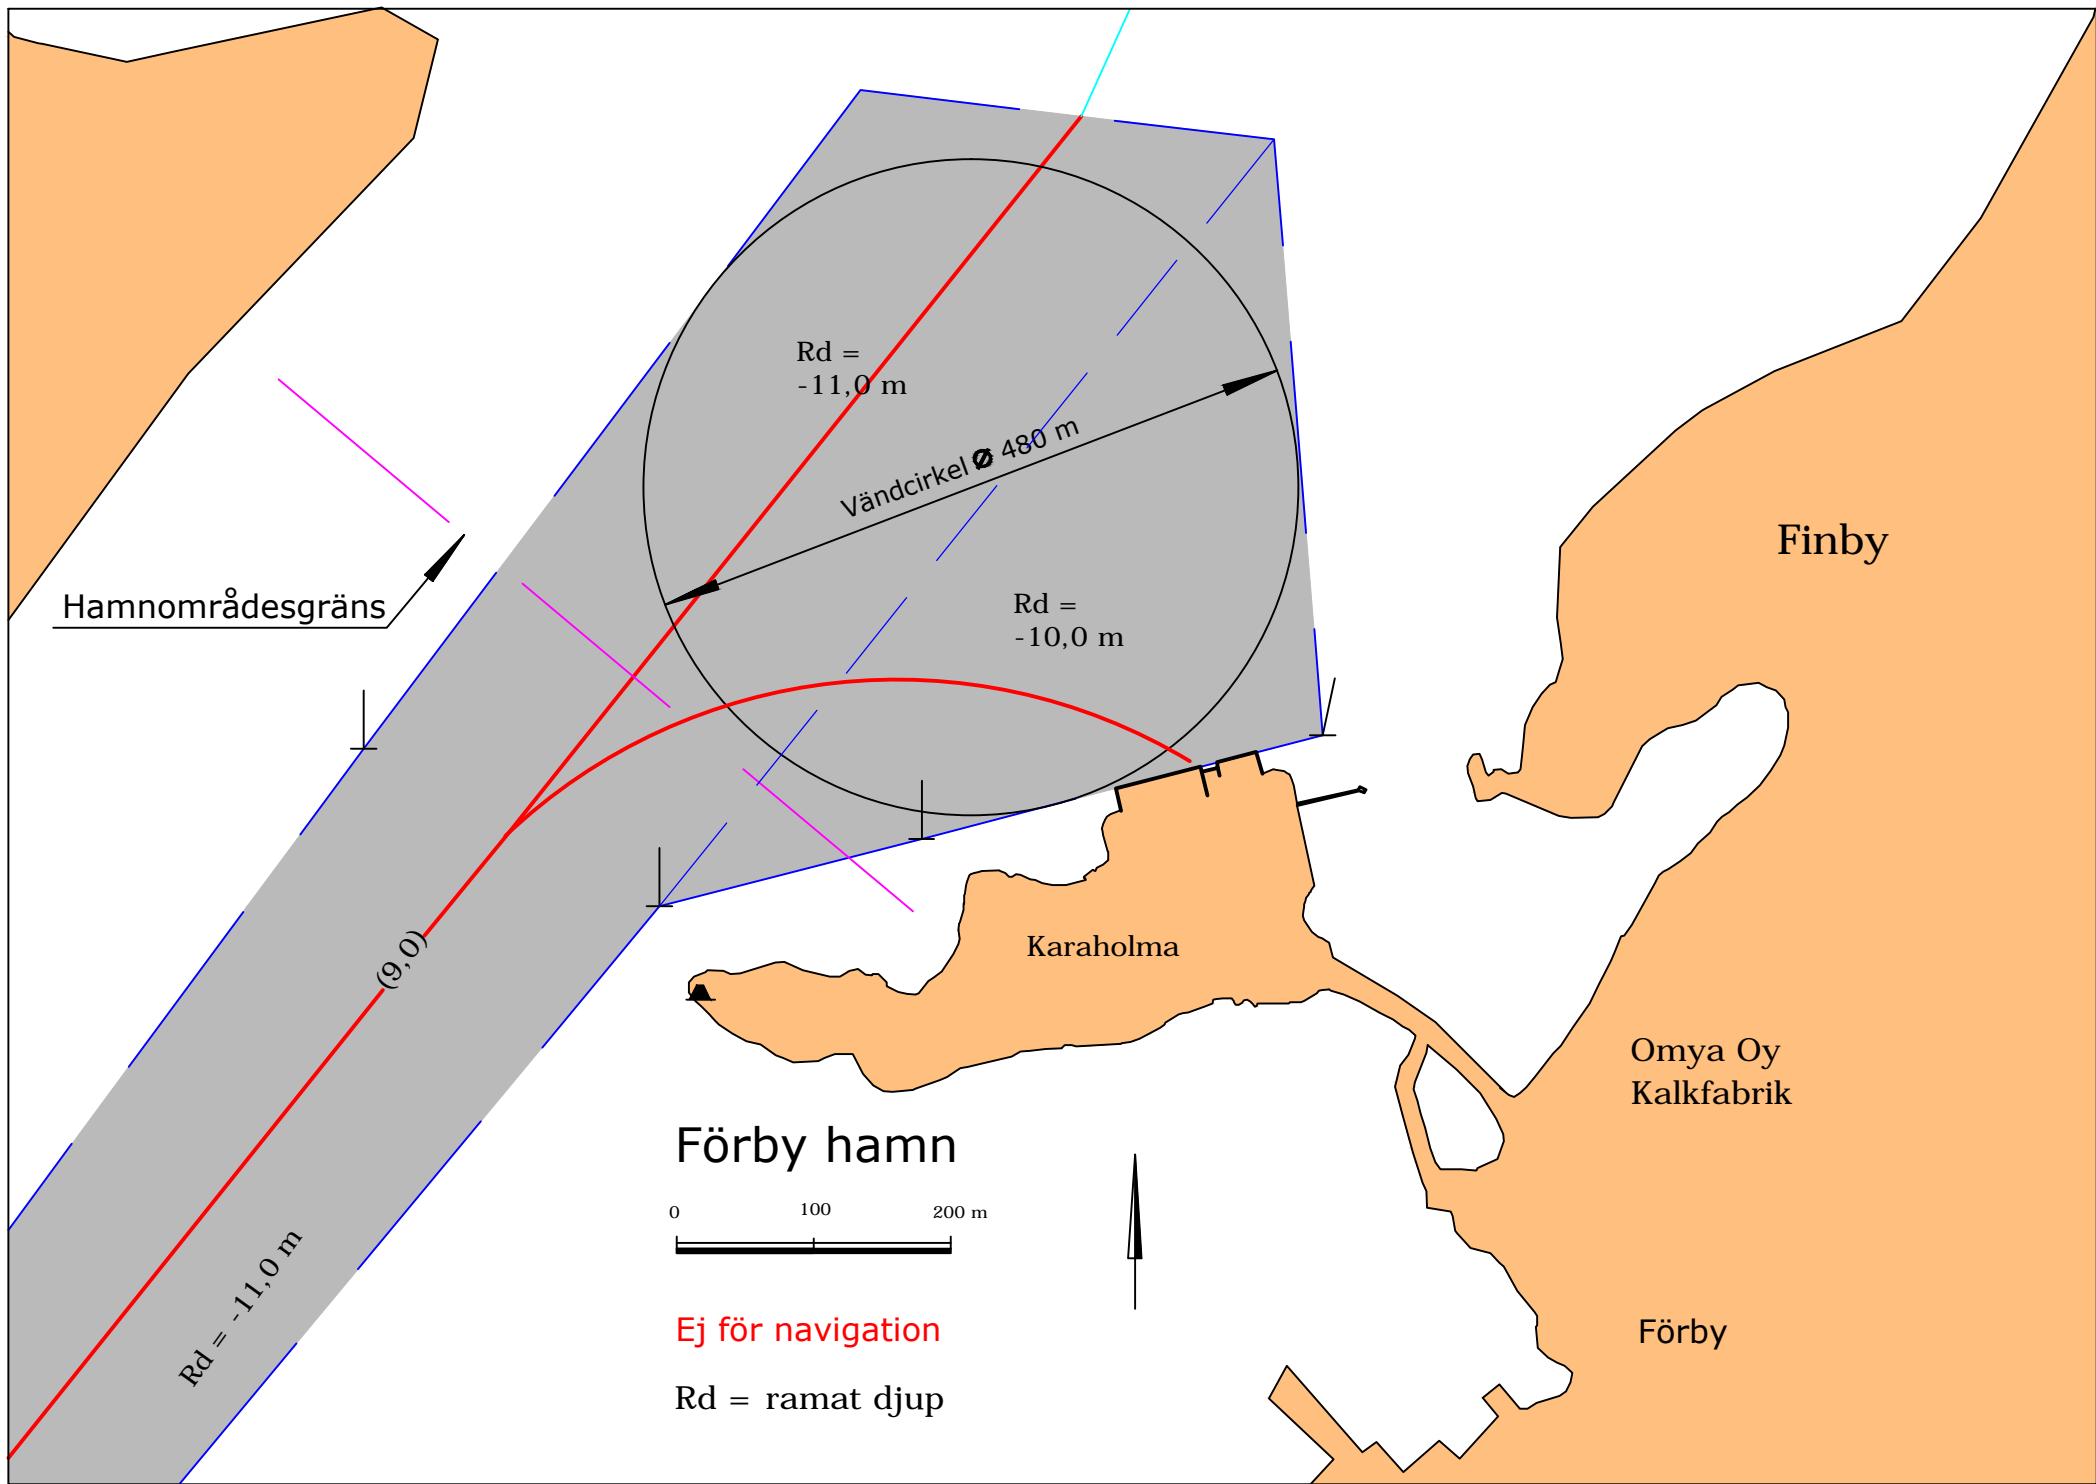 Rd =
-11,0 m
Vändcirkel Ø 480 m
Finby
Hamnområdesgräns
Rd =
-10,0 m
(9,0)
Karaholma
Omya Oy
Kalkfabrik
Förby hamn
0 100 200 m
Rd = -11,0 m
Ej för navigation
Förby
Rd = ramat djup